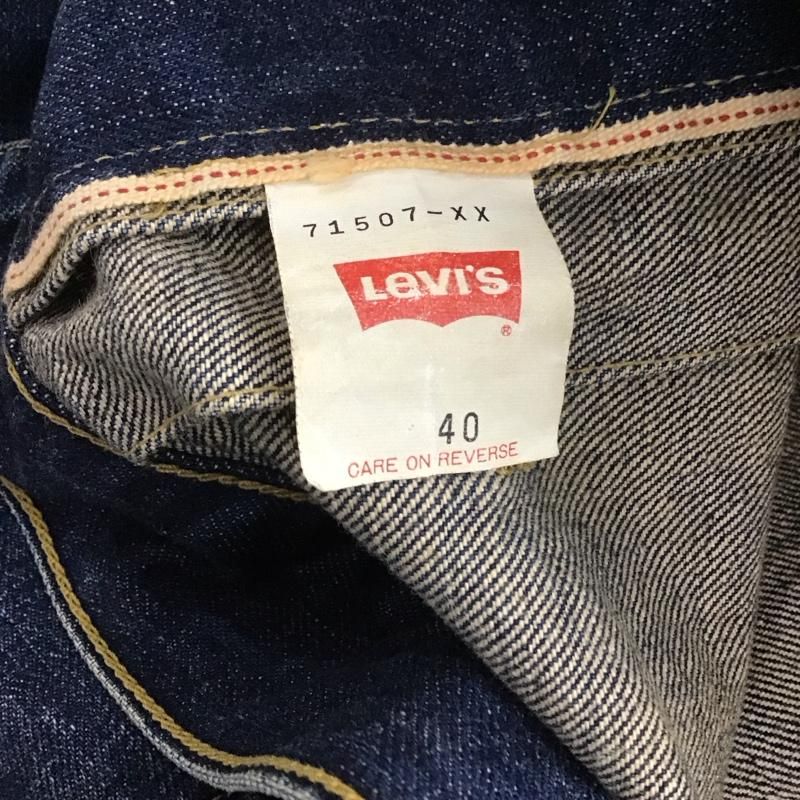 71507-XX
Levi's
®
40
CARE ON REVERSE